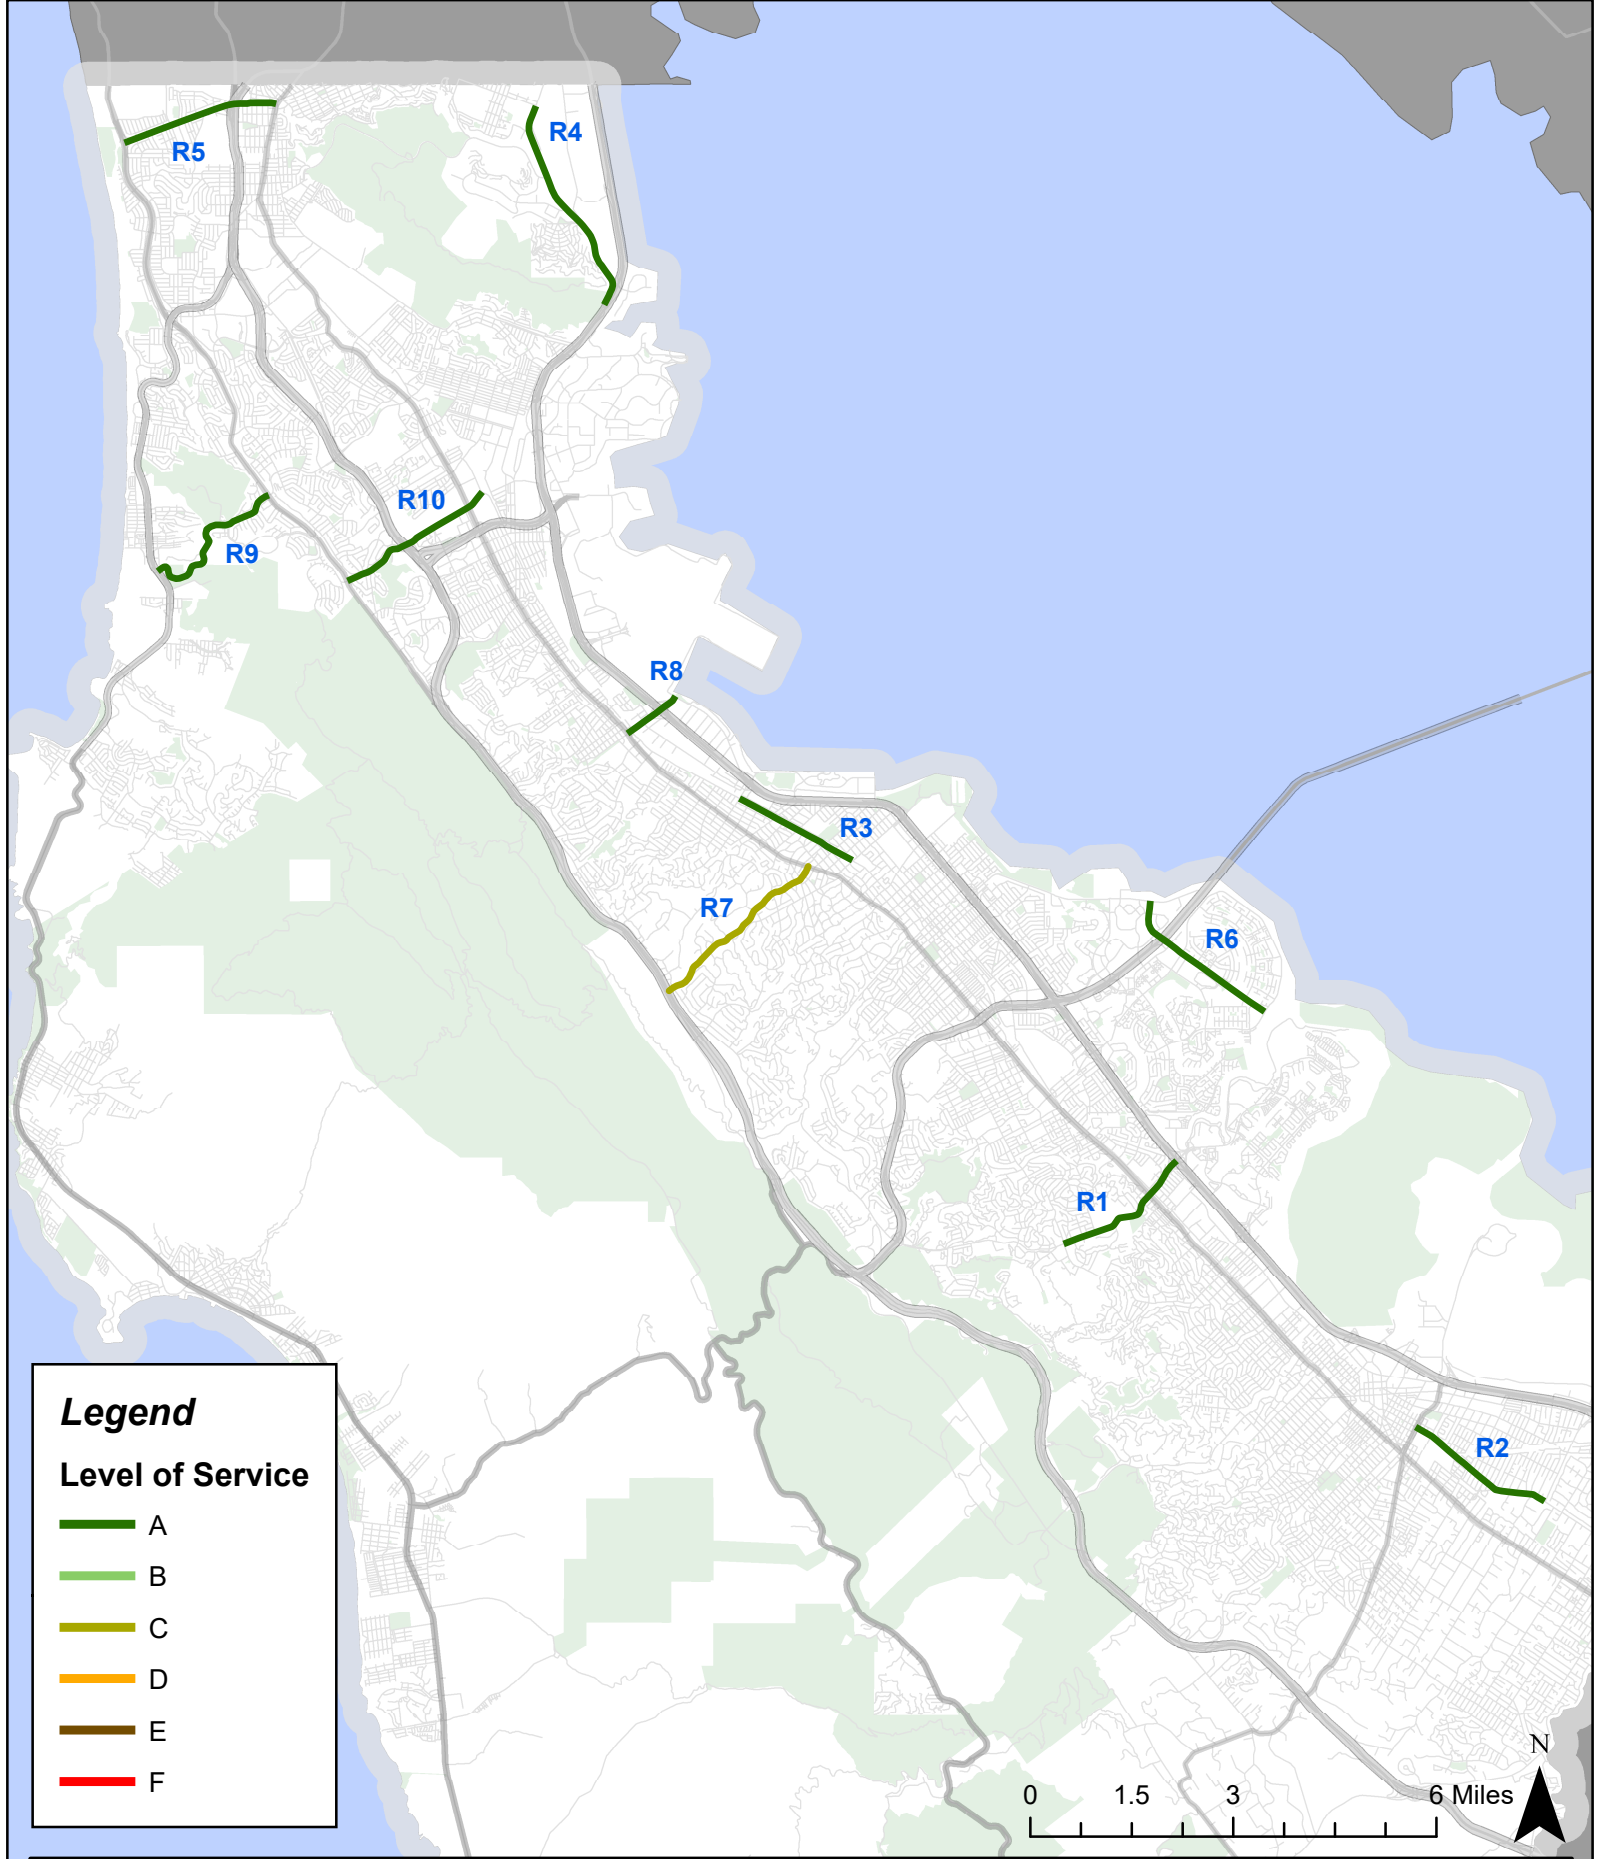 R5
R4
R10
R9
R8
R3
R7
R6
R1
R2
Legend
Level of Service
A
B
C
D
E
F
N
0 1.5 3 6 Miles